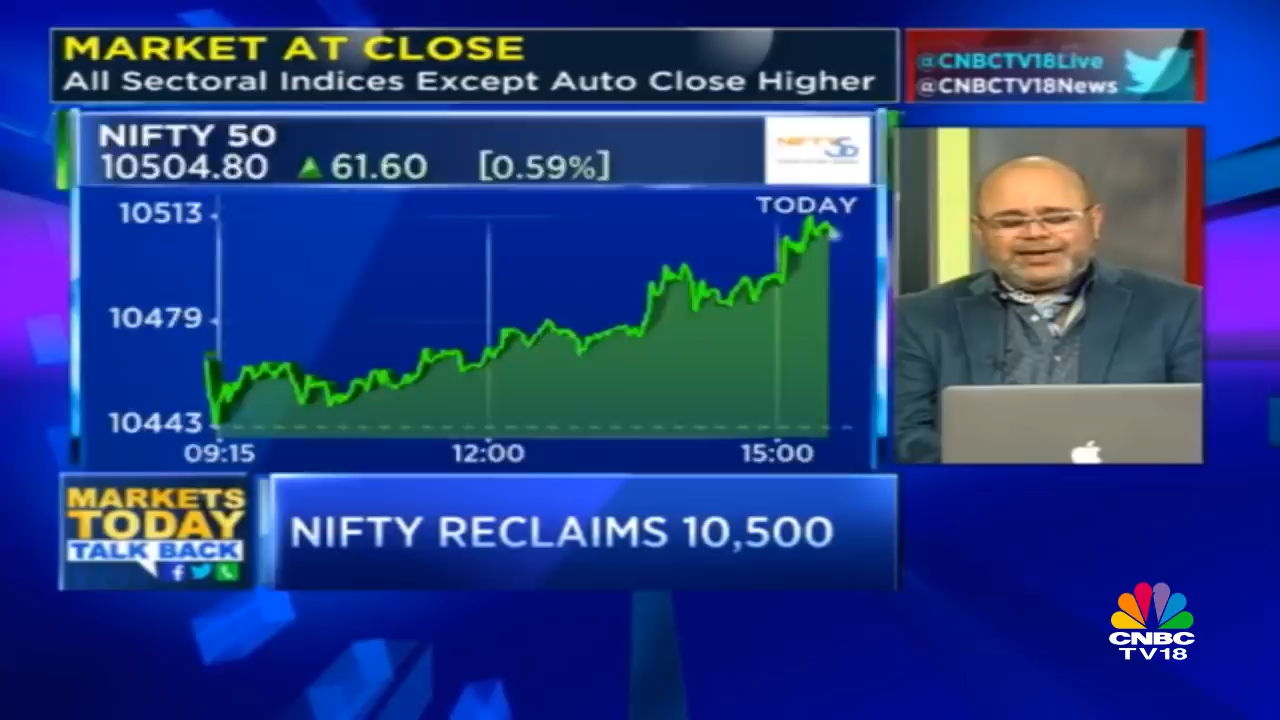 MARKET AT CLOSE
All Sectoral Indices Except Auto Close Higher
@CNBCTV18Live
@CNBCTV18News
NIFTY 50
10504.80 ▲ 61.60 [0.59%]
NIFTY
50
TODAY
10513
10479
10443
09:15 12:00 15:00
MARKETS
TODAY
TALK BACK
NIFTY RECLAIMS 10,500
CNBC
TV18